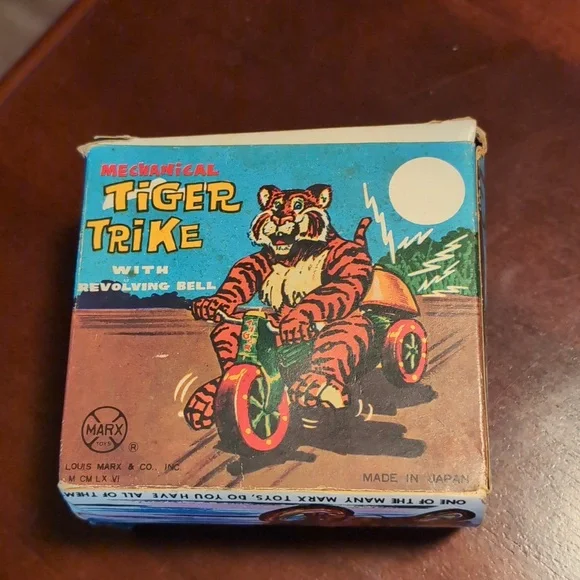 MECHANICAL
TIGER
TRIKE
WITH
REVOLVING BELL
MARX
TOYS
®
LOUIS MARX & CO., INC.
M CM LX VI
MADE IN JAPAN
ONE OF THE MANY MARX TOYS, DO YOU HAVE ALL OF THEM